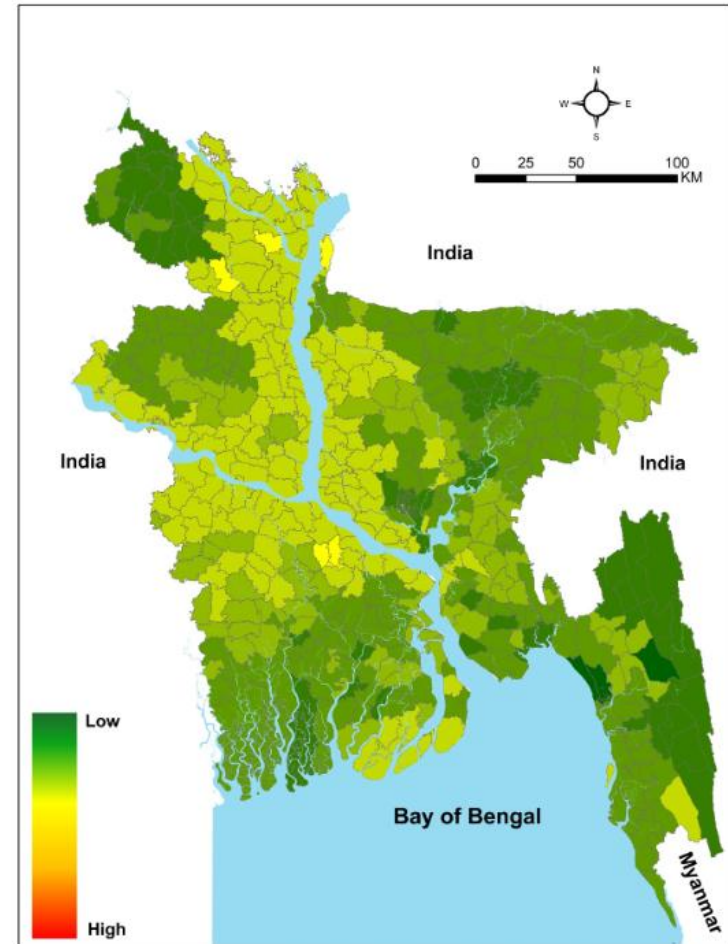 N
W E
S
0 25 50 100
KM
India
India
India
Low
High
Bay of Bengal
Myanmar